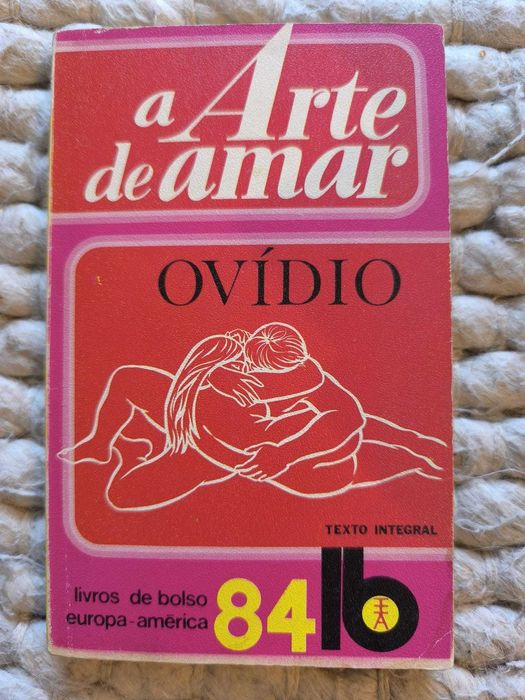 a Arte
de amar
OVÍDIO
TEXTO INTEGRAL
livros de bolso
europa-américa
84 lb